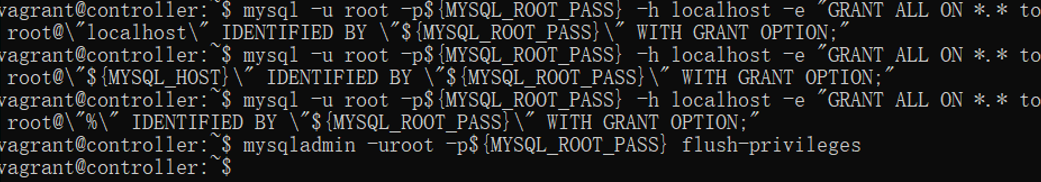 vagrant@controller:~$ mysql -u root -p${MYSQL_ROOT_PASS} -h localhost -e "GRANT ALL ON *.* to
root@\"localhost\" IDENTIFIED BY \"${MYSQL_ROOT_PASS}\" WITH GRANT OPTION;"
vagrant@controller:~$ mysql -u root -p${MYSQL_ROOT_PASS} -h localhost -e "GRANT ALL ON *.* to
root@\"${MYSQL_HOST}\" IDENTIFIED BY \"${MYSQL_ROOT_PASS}\" WITH GRANT OPTION;"
vagrant@controller:~$ mysql -u root -p${MYSQL_ROOT_PASS} -h localhost -e "GRANT ALL ON *.* to
root@\"%\" IDENTIFIED BY \"${MYSQL_ROOT_PASS}\" WITH GRANT OPTION;"
vagrant@controller:~$ mysqladmin -uroot -p${MYSQL_ROOT_PASS} flush-privileges
vagrant@controller:~$